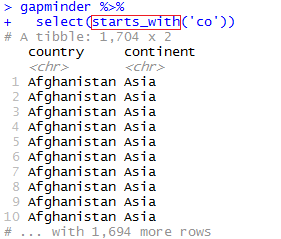 > gapminder %>%
+   select(starts_with('co'))
# A tibble: 1,704 x 2
   country     continent
   <chr>       <chr>
 1 Afghanistan Asia
 2 Afghanistan Asia
 3 Afghanistan Asia
 4 Afghanistan Asia
 5 Afghanistan Asia
 6 Afghanistan Asia
 7 Afghanistan Asia
 8 Afghanistan Asia
 9 Afghanistan Asia
10 Afghanistan Asia
# ... with 1,694 more rows